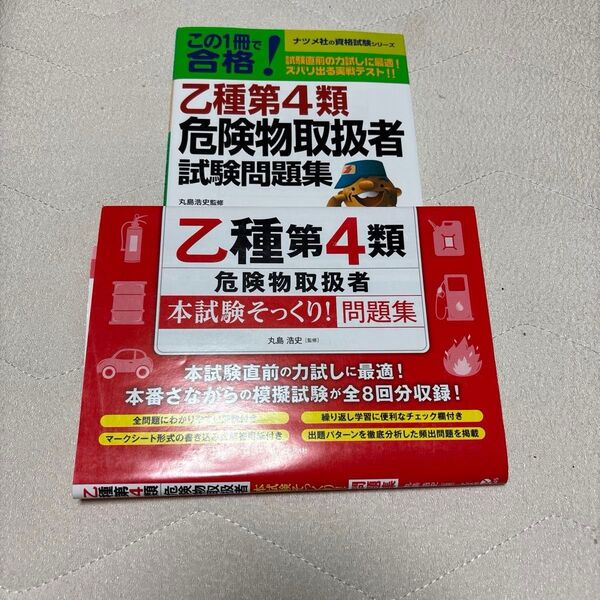 この1冊で
合格!
ナツメ社の資格試験シリーズ
試験直前の力試しに最適!
ズバリ出る実戦テスト!!
乙種第4類
危険物取扱者
試験問題集
丸島浩史監修
乙種第4類
危険物取扱者
本試験そっくり! 問題集
丸島 浩史[監修]
本試験直前の力試しに最適!
本番さながらの模擬試験が全8回分収録!
全問題にわかりやすい解説付き
繰り返し学習に便利なチェック欄付き
マークシート形式の書き込み式解答用紙付き
出題パターンを徹底分析した頻出問題を掲載
乙種第4類 危険物取扱者 本試験そっくり! 問題集